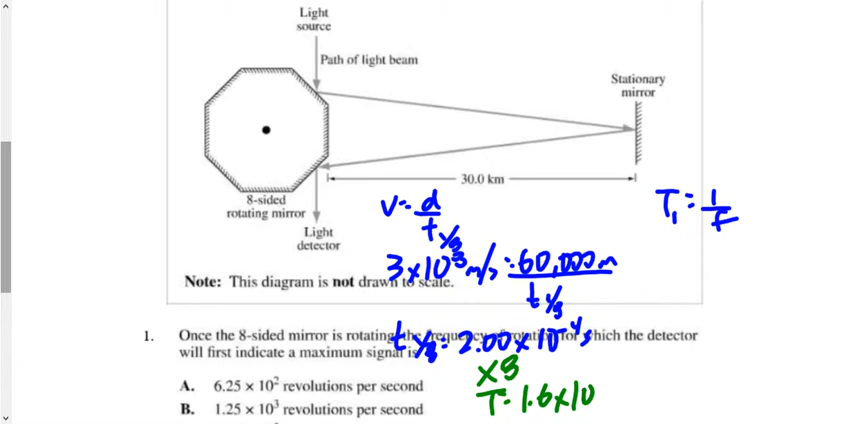 Light
source
Path of light beam
Stationary
mirror
30.0 km
8-sided
rotating mirror
Light
detector
V = d
t 1/8
T₁ = 1
f
3 × 10⁸ m/s = 60,000 m
t 1/8
Note: This diagram is not drawn to scale.
1. Once the 8-sided mirror is rotating, the frequency of rotation for which the detector
will first indicate a maximum signal is
t 1/8 = 2.00 × 10⁻⁴ s
A. 6.25 × 10² revolutions per second
× 8
T = 1.6 × 10
B. 1.25 × 10³ revolutions per second